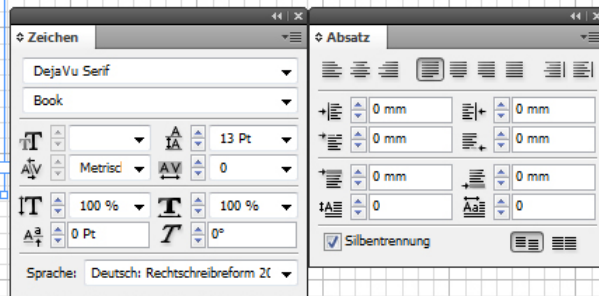 Zeichen
DejaVu Serif
Book
13 Pt
Metrisc
0
100 %
100 %
0 Pt
0°
Sprache: Deutsch: Rechtschreibreform 20
Absatz
0 mm
0 mm
0 mm
0 mm
0 mm
0 mm
0
0
Silbentrennung